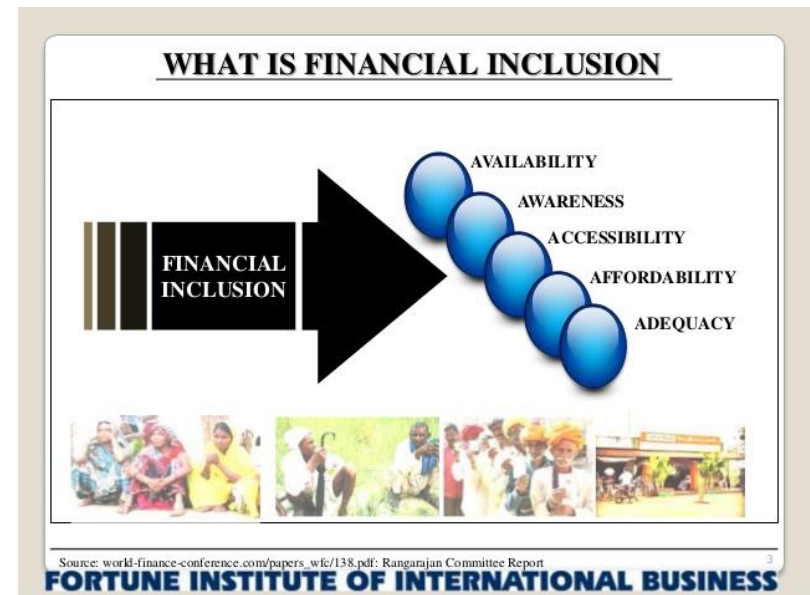 WHAT IS FINANCIAL INCLUSION
FINANCIAL
INCLUSION
AVAILABILITY
AWARENESS
ACCESSIBILITY
AFFORDABILITY
ADEQUACY
Source: world-finance-conference.com/papers_wfc/138.pdf: Rangarajan Committee Report
3
FORTUNE INSTITUTE OF INTERNATIONAL BUSINESS